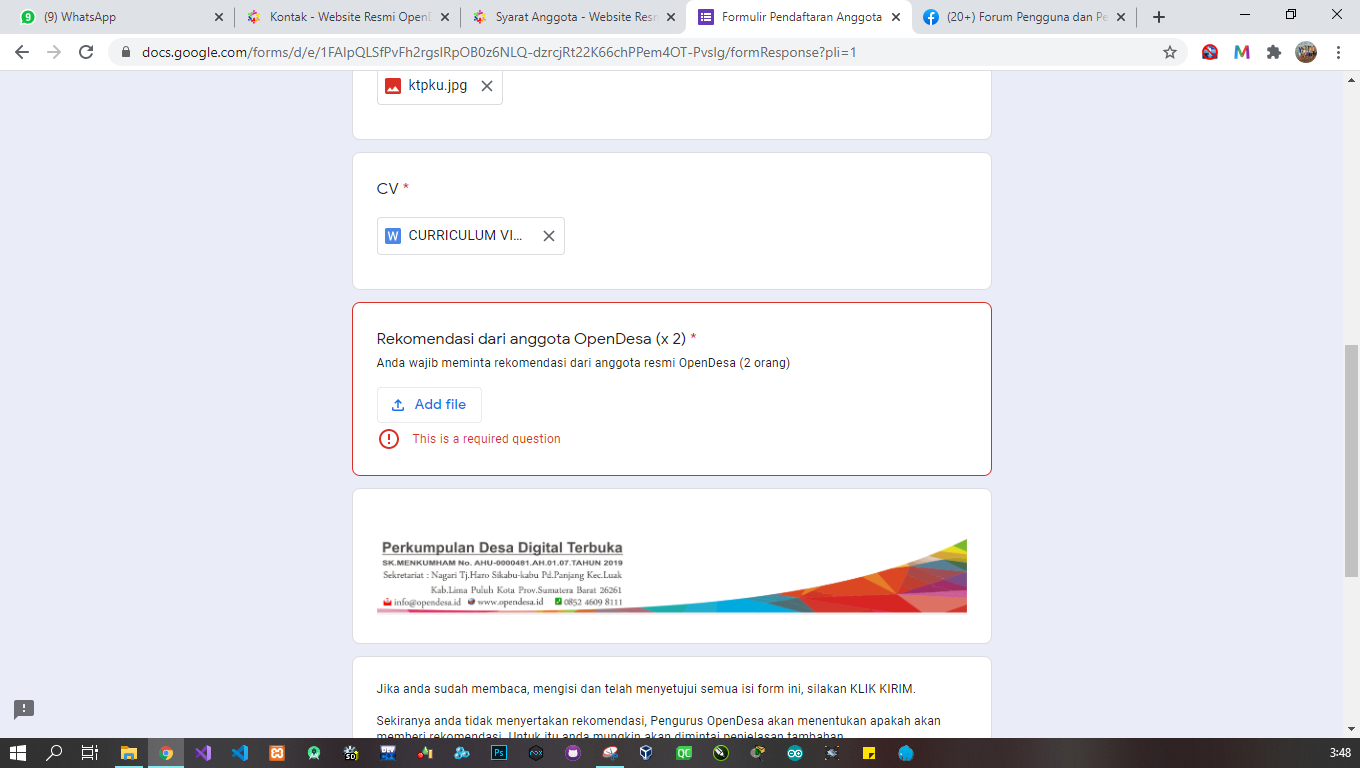 (9) WhatsApp
Kontak - Website Resmi OpenD
Syarat Anggota - Website Resm
Formulir Pendaftaran Anggota
(20+) Forum Pengguna dan Pe
docs.google.com/forms/d/e/1FAIpQLSfPvFh2rgsIRpOB0z6NLQ-dzrcjRt22K66chPPem4OT-PvsIg/formResponse?pli=1
ktpku.jpg
CV *
W CURRICULUM VI...
Rekomendasi dari anggota OpenDesa (x 2) *
Anda wajib meminta rekomendasi dari anggota resmi OpenDesa (2 orang)
Add file
This is a required question
Perkumpulan Desa Digital Terbuka
SK.MENKUMHAM No. AHU-0000481.AH.01.07.TAHUN 2019
Sekretariat : Nagari Tj.Haro Sikabu-kabu Pd.Panjang Kec.Luak
Kab.Lima Puluh Kota Prov.Sumatera Barat 26261
info@opendesa.id www.opendesa.id 0852 4609 8111
Jika anda sudah membaca, mengisi dan telah menyetujui semua isi form ini, silakan KLIK KIRIM.
Sekiranya anda tidak menyertakan rekomendasi, Pengurus OpenDesa akan menentukan apakah akan
memberi rekomendasi. Untuk itu anda mungkin akan dimintai penjelasan tambahan.
3:48